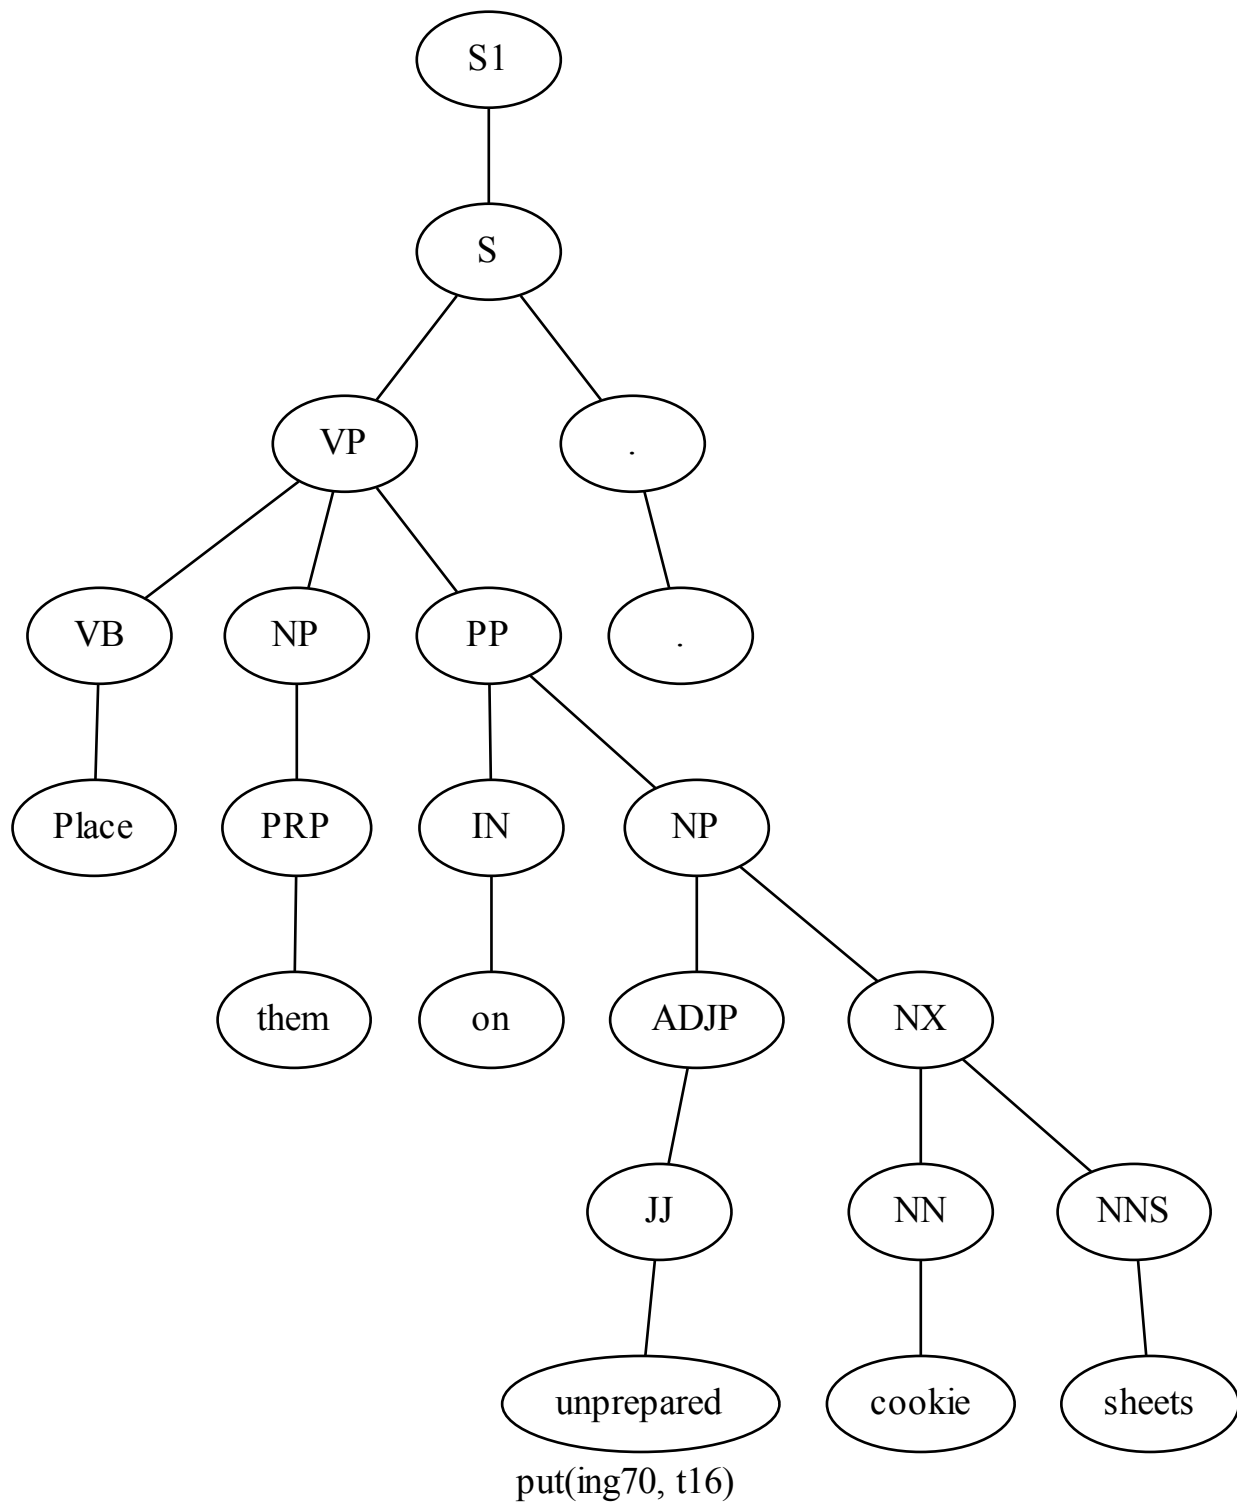 S1
S
VP .
VB NP PP .
Place PRP IN NP
them on ADJP NX
JJ NN NNS
unprepared cookie sheets
put(ing70, t16)